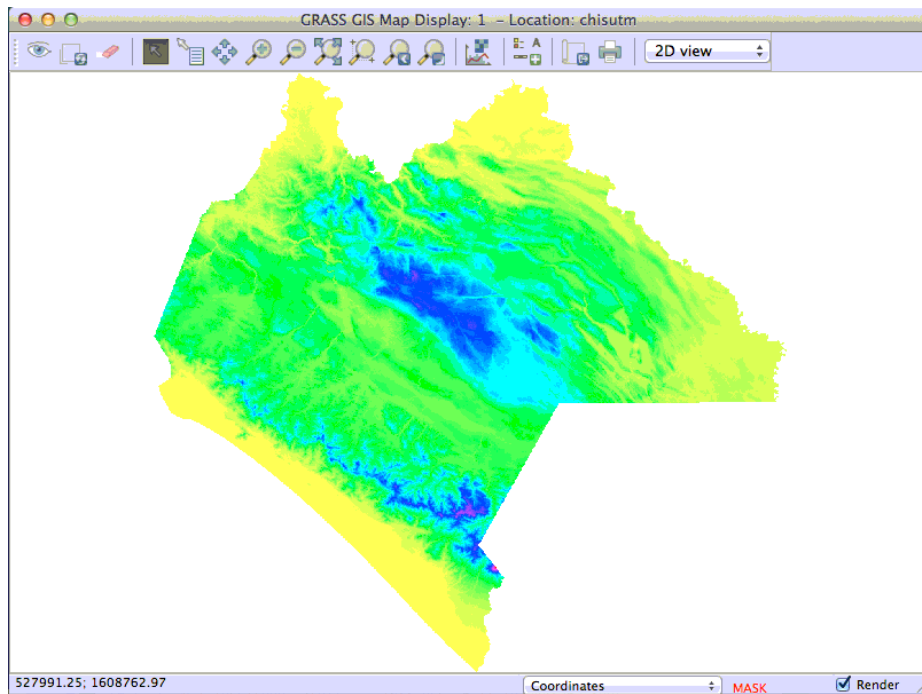 GRASS GIS Map Display: 1 - Location: chisutm
2D view
527991.25; 1608762.97
Coordinates
MASK
Render